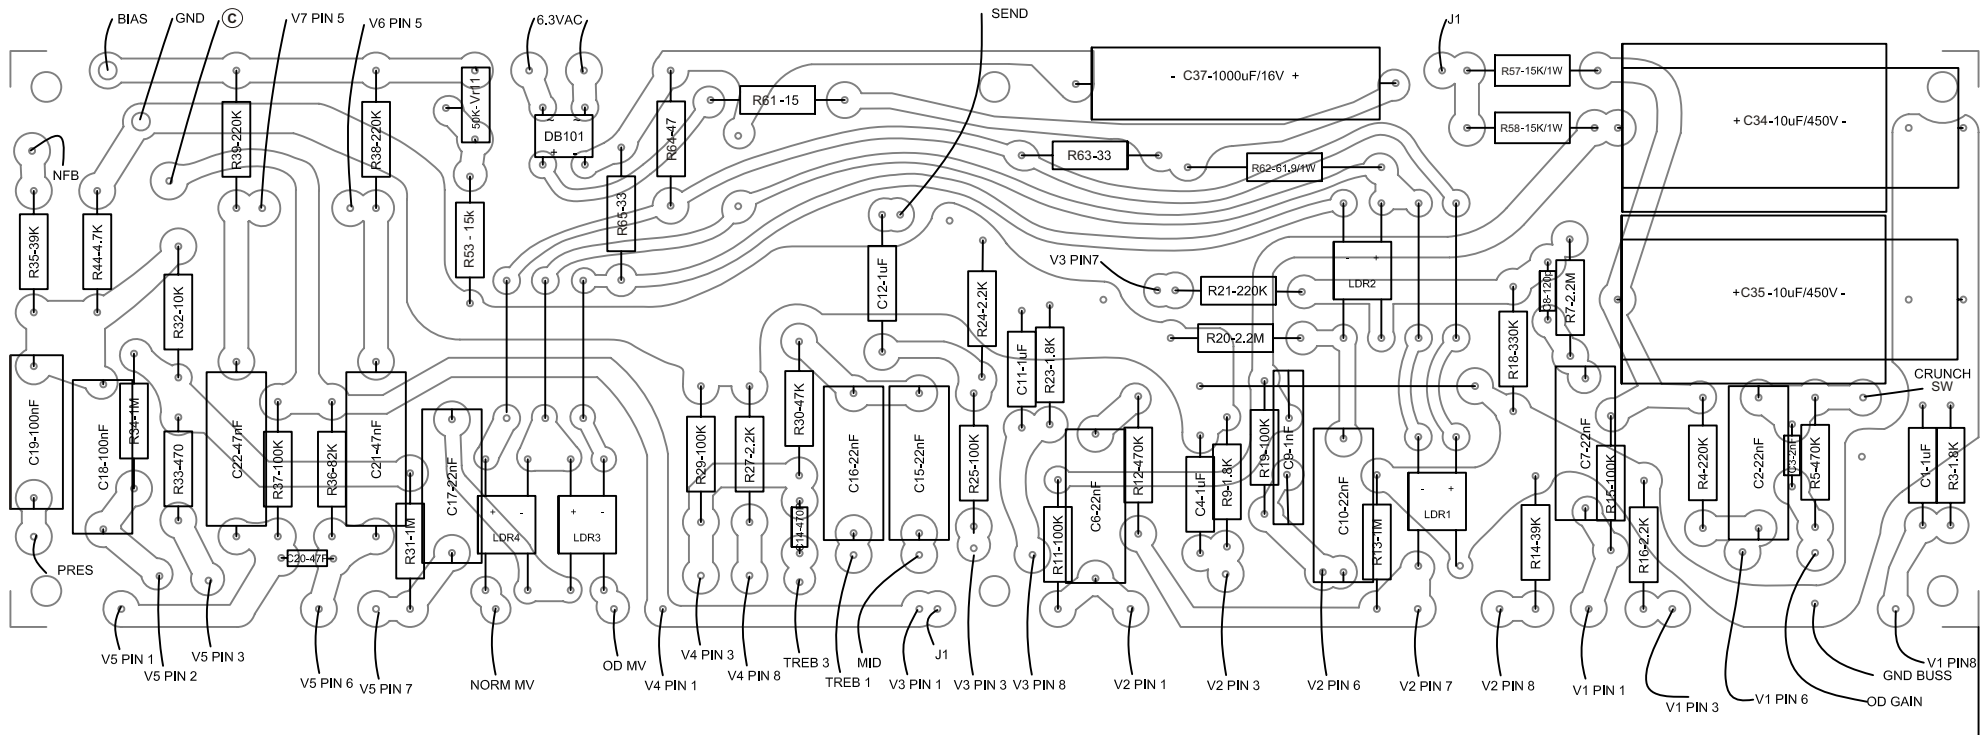 BIAS
GND
C
V7 PIN 5
V6 PIN 5
6.3VAC
SEND
J1
NFB
R35-39K
R44-4.7K
R32-10K
R39-220K
R38-220K
50K-Vr11
R53 - 15k
~ ~
DB101
+ -
R65-33
R64-47
R61-15
- C37-1000uF/16V +
R63-33
R62-61.9/1W
R57-15K/1W
R58-15K/1W
+C34-10uF/450V -
+C35-10uF/450V -
C12-1uF
R24-2.2K
V3 PIN7
R21-220K
R20-2.2M
- +
LDR2
R18-330K
C8-120p
R7-2.2M
CRUNCH
SW
C19-100nF
C18-100nF
R34-1M
R33-470
C22-47nF
R37-100K
R36-82K
C21-47nF
C20-47P
R31-1M
C17-22nF
+ -
LDR4
+ -
LDR3
R29-100K
R27-2.2K
R30-47K
C14-470P
C16-22nF
C15-22nF
R25-100K
C11-1uF
R23-1.8K
R11-100K
C6-22nF
R12-470K
C4-1uF
R9-1.8K
R19-100K
C9-1nF
C10-22nF
R13-1M
- +
LDR1
R14-39K
C7-22nF
R15-100K
R16-2.2K
R4-220K
C2-22nF
C3-2nF
R5-470K
C1-1uF
R3-1.8K
PRES
V5 PIN 1
V5 PIN 2
V5 PIN 3
V5 PIN 6
V5 PIN 7
NORM MV
OD MV
V4 PIN 1
V4 PIN 3
V4 PIN 8
TREB 3
TREB 1
MID
V3 PIN 1
J1
V3 PIN 3
V3 PIN 8
V2 PIN 1
V2 PIN 3
V2 PIN 6
V2 PIN 7
V2 PIN 8
V1 PIN 1
V1 PIN 3
V1 PIN 6
OD GAIN
GND BUSS
V1 PIN8